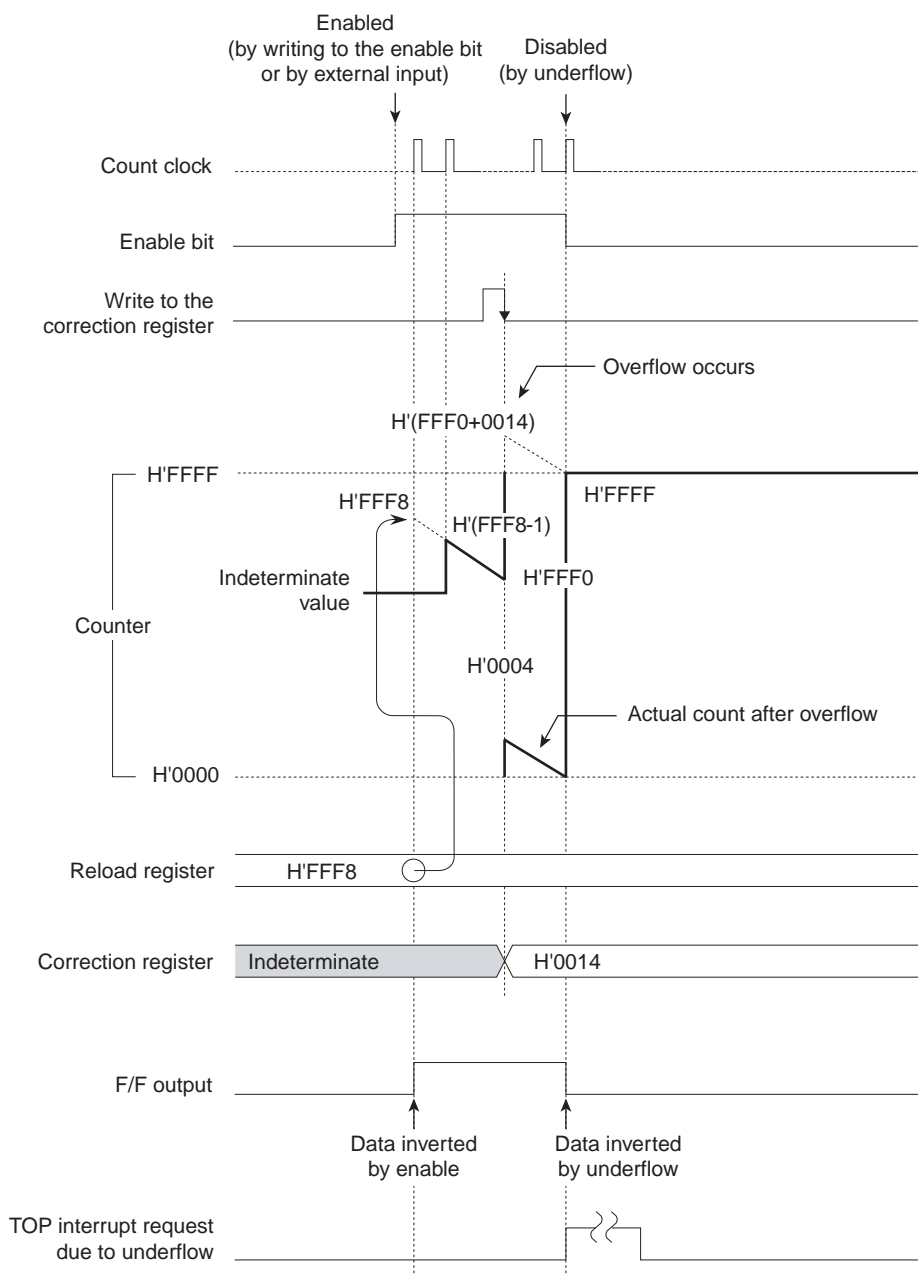 Enabled
(by writing to the enable bit
or by external input)
Disabled
(by underflow)
Count clock
Enable bit
Write to the
correction register
Overflow occurs
H'(FFF0+0014)
H'FFFF
H'FFFF
H'FFF8
H'(FFF8-1)
Indeterminate
value
H'FFF0
Counter
H'0004
Actual count after overflow
H'0000
Reload register
H'FFF8
Correction register
Indeterminate
H'0014
F/F output
Data inverted
by enable
Data inverted
by underflow
TOP interrupt request
due to underflow